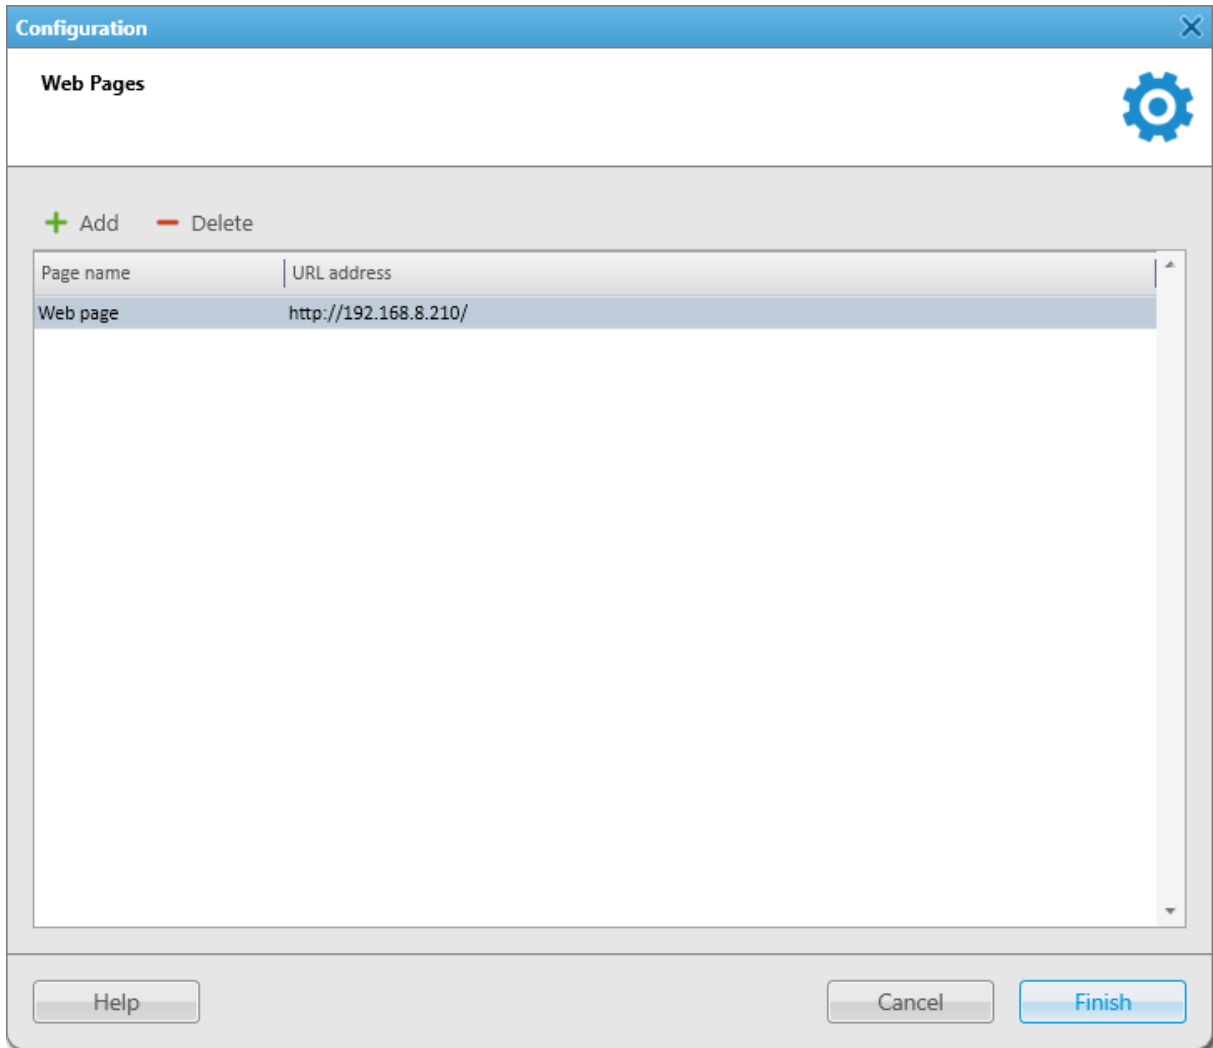 Configuration
Web Pages
Add Delete
Page name URL address
Web page http://192.168.8.210/
Help Cancel Finish